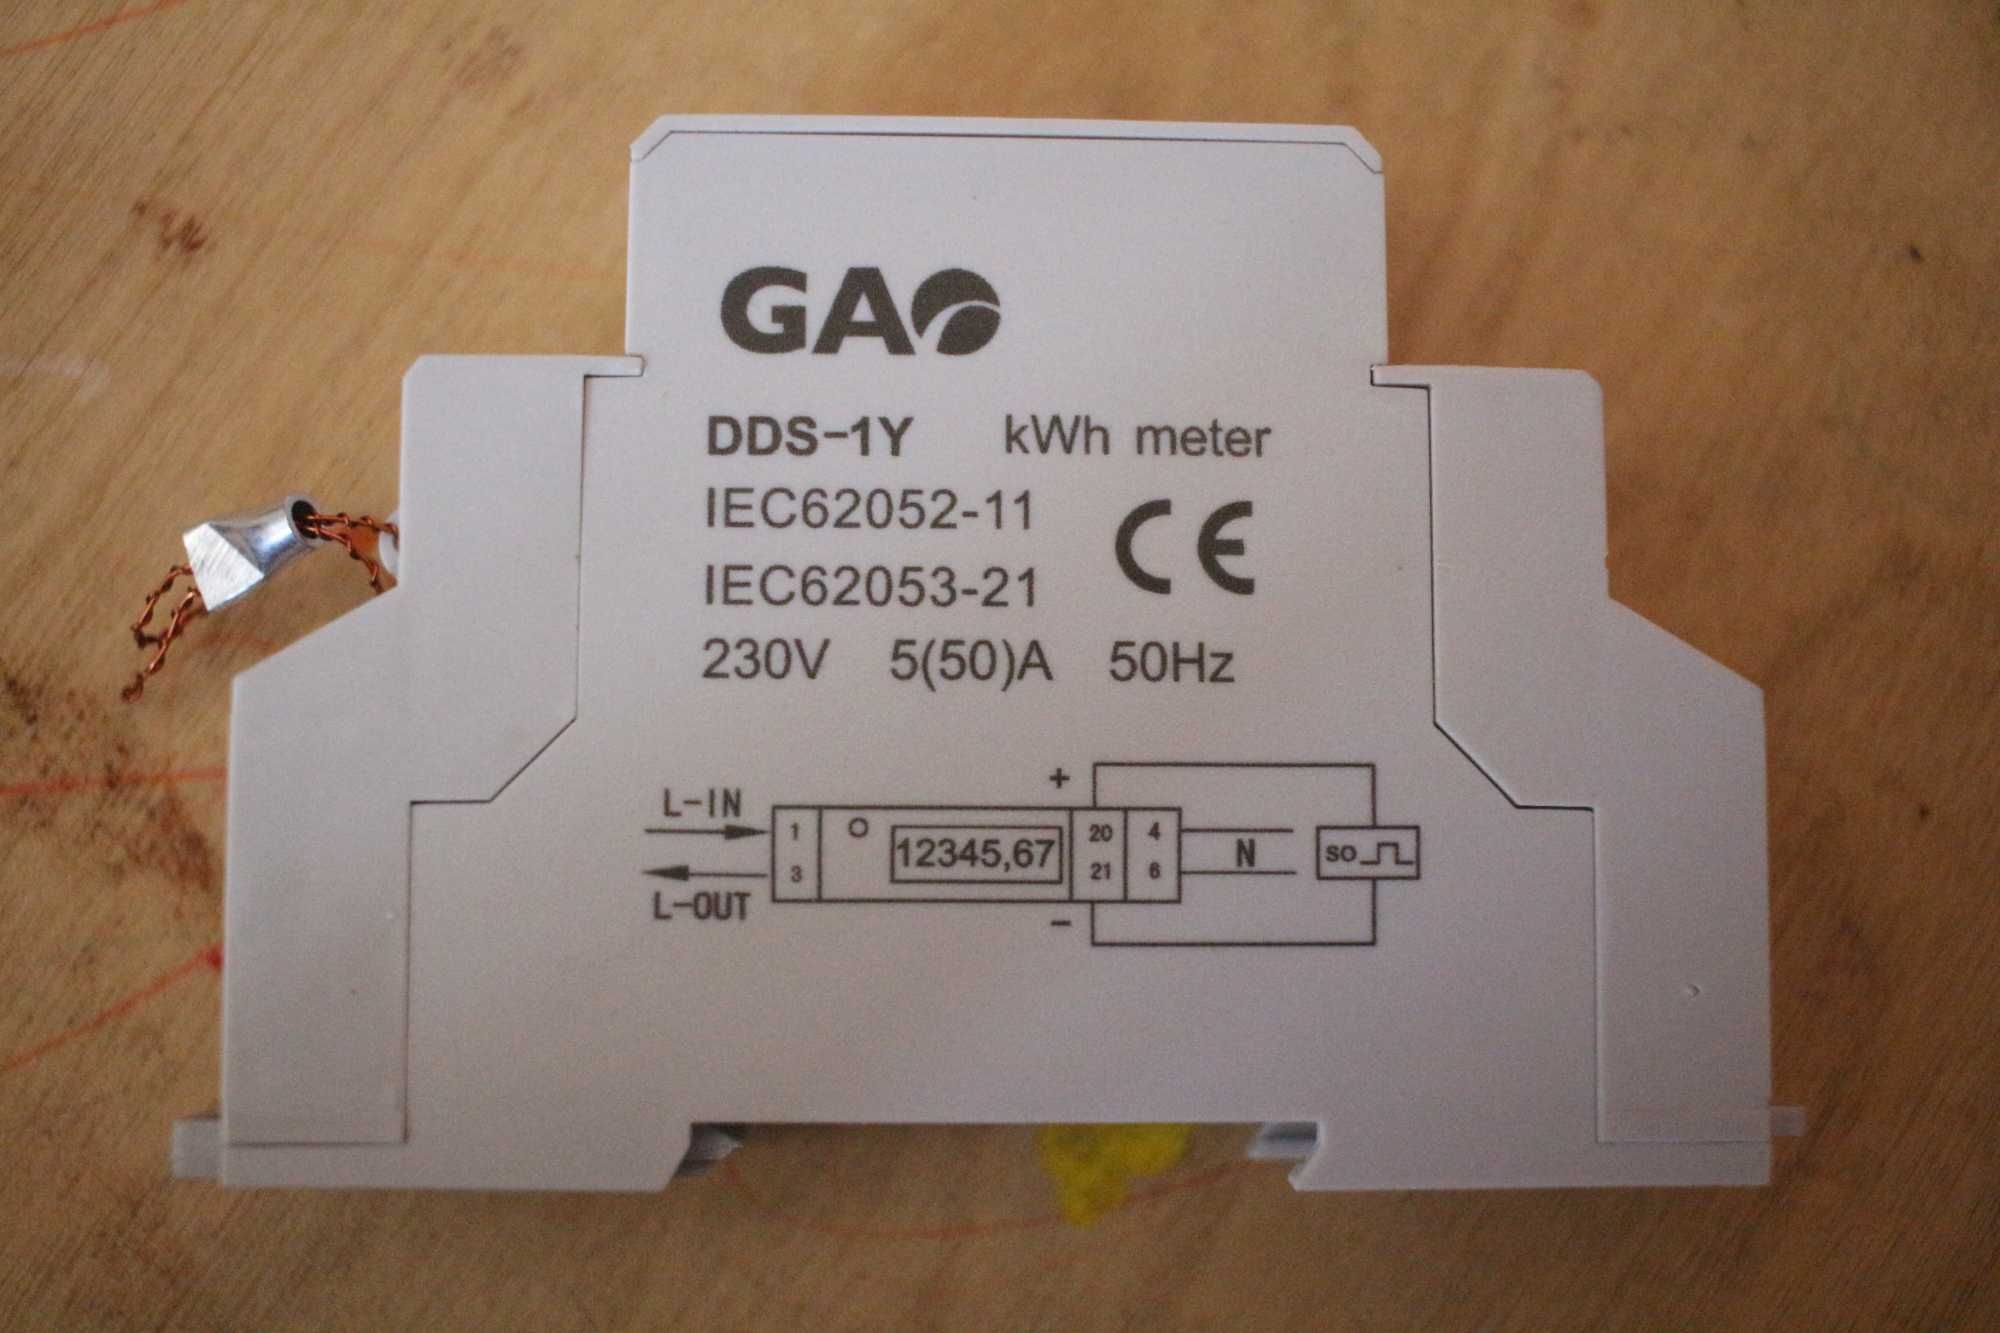 GAO
DDS-1Y kWh meter
IEC62052-11
CE
IEC62053-21
230V 5(50)A 50Hz
L-IN
+
1 20 4
12345,67
N
SO
3 21 6
L-OUT
-